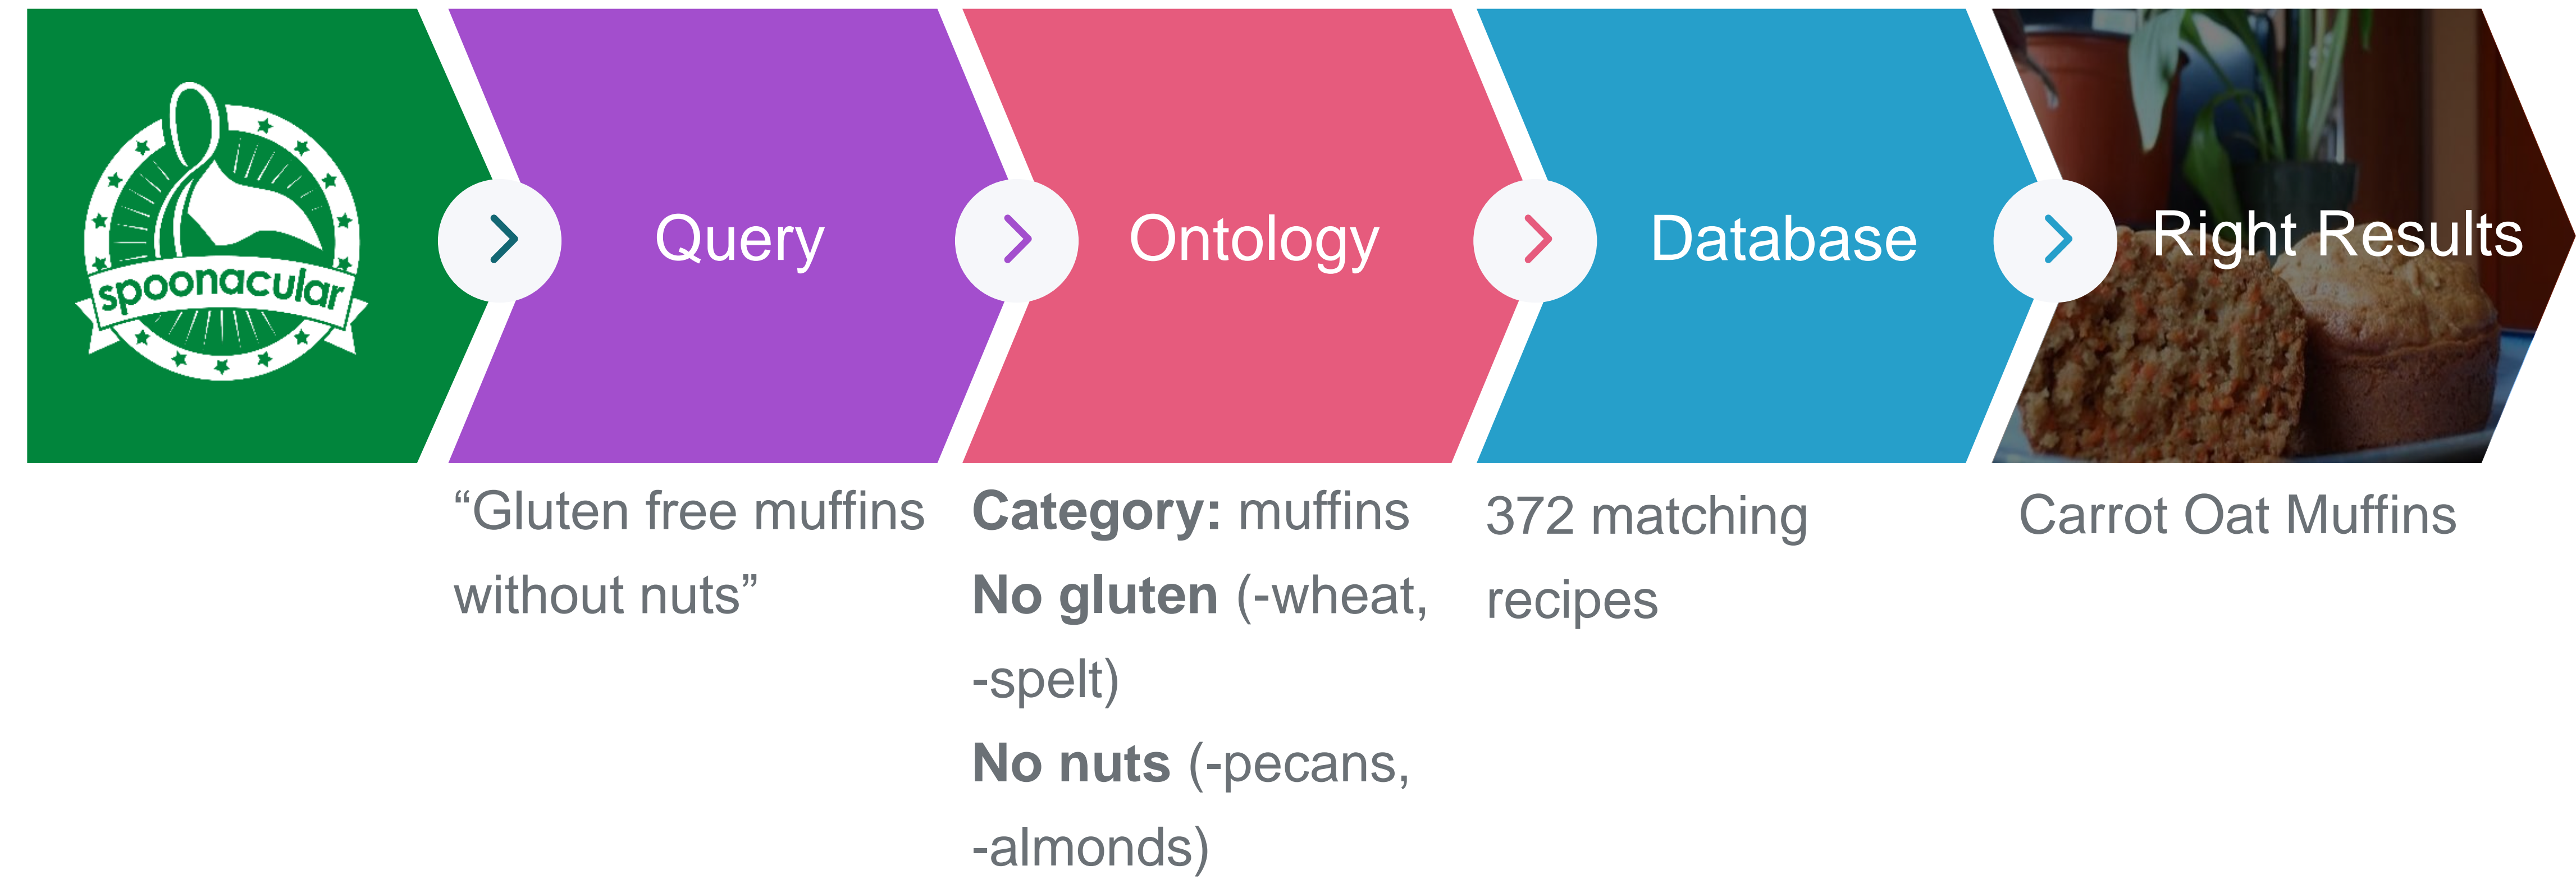 spoonacular
Query
Ontology
Database
Right Results
“Gluten free muffins
without nuts”
Category: muffins
No gluten (-wheat,
-spelt)
No nuts (-pecans,
-almonds)
372 matching
recipes
Carrot Oat Muffins